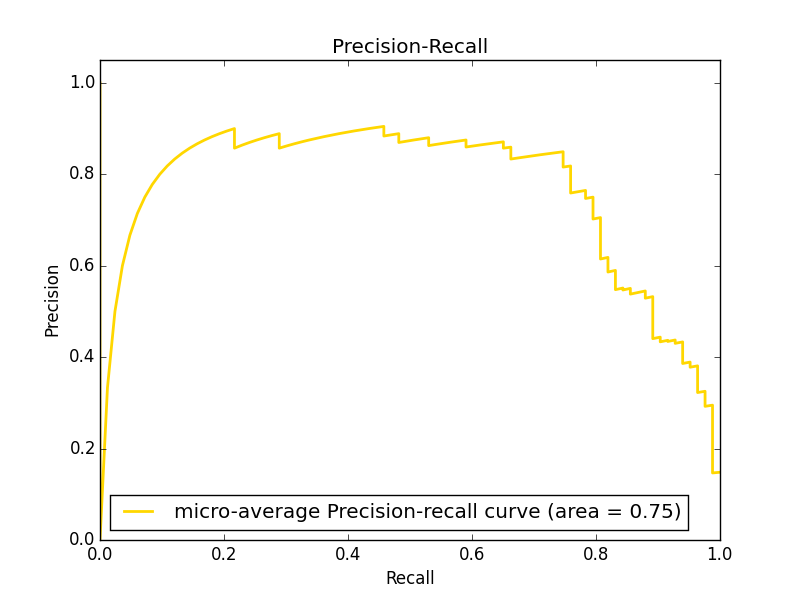 Precision-Recall
Precision
1.0
0.8
0.6
0.4
0.2
0.0
micro-average Precision-recall curve (area = 0.75)
0.0 0.2 0.4 0.6 0.8 1.0
Recall